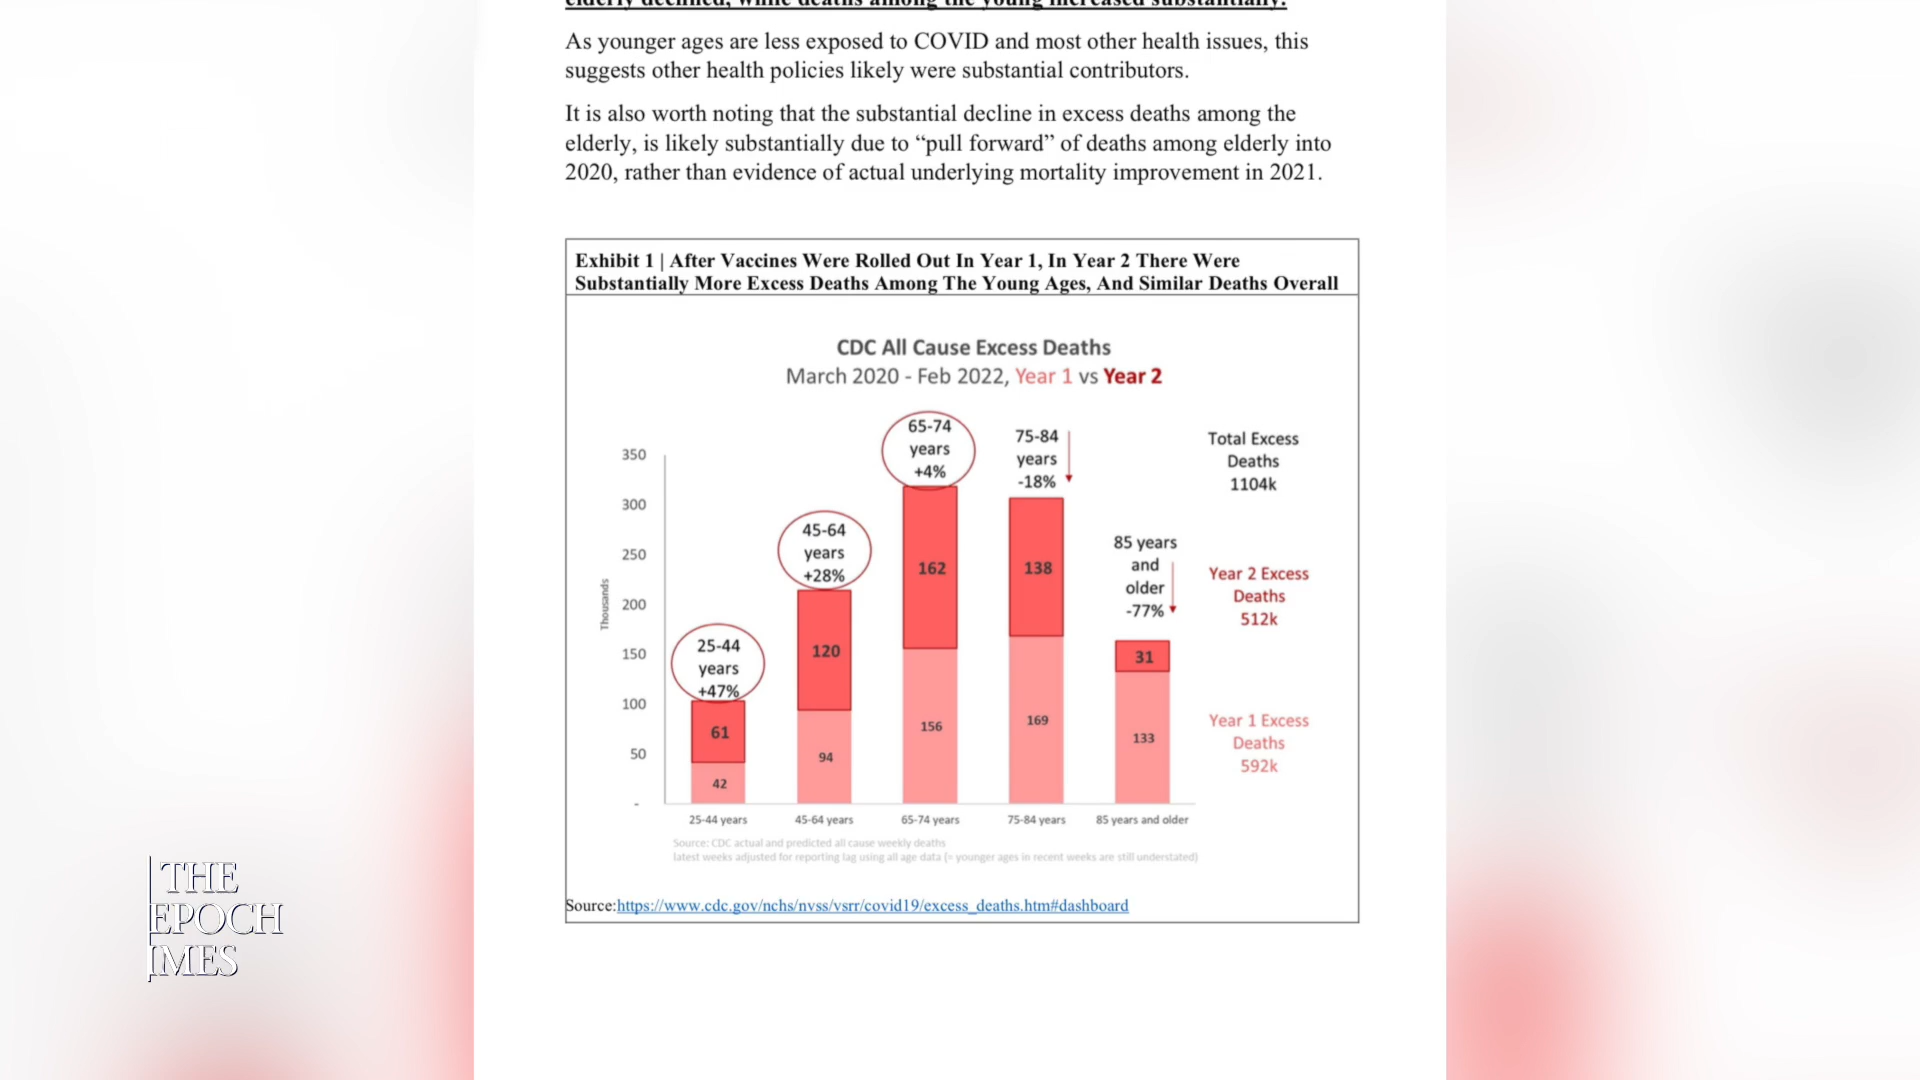 elderly declined, while deaths among the young increased substantially.
As younger ages are less exposed to COVID and most other health issues, this
suggests other health policies likely were substantial contributors.
It is also worth noting that the substantial decline in excess deaths among the
elderly, is likely substantially due to “pull forward” of deaths among elderly into
2020, rather than evidence of actual underlying mortality improvement in 2021.
Exhibit 1 | After Vaccines Were Rolled Out In Year 1, In Year 2 There Were
Substantially More Excess Deaths Among The Young Ages, And Similar Deaths Overall
CDC All Cause Excess Deaths
March 2020 - Feb 2022, Year 1 vs Year 2
Thousands
350
300
250
200
150
100
50
-
25-44
years
+47%
61
42
45-64
years
+28%
120
94
65-74
years
+4%
162
156
75-84
years
-18%
138
169
85 years
and
older
-77%
31
133
Total Excess
Deaths
1104k
Year 2 Excess
Deaths
512k
Year 1 Excess
Deaths
592k
25-44 years
45-64 years
65-74 years
75-84 years
85 years and older
Source: CDC actual and predicted all cause weekly deaths
latest weeks adjusted for reporting lag using all age data (= younger ages in recent weeks are still understated)
Source:https://www.cdc.gov/nchs/nvss/vsrr/covid19/excess_deaths.htm#dashboard
THE
EPOCH
TIMES